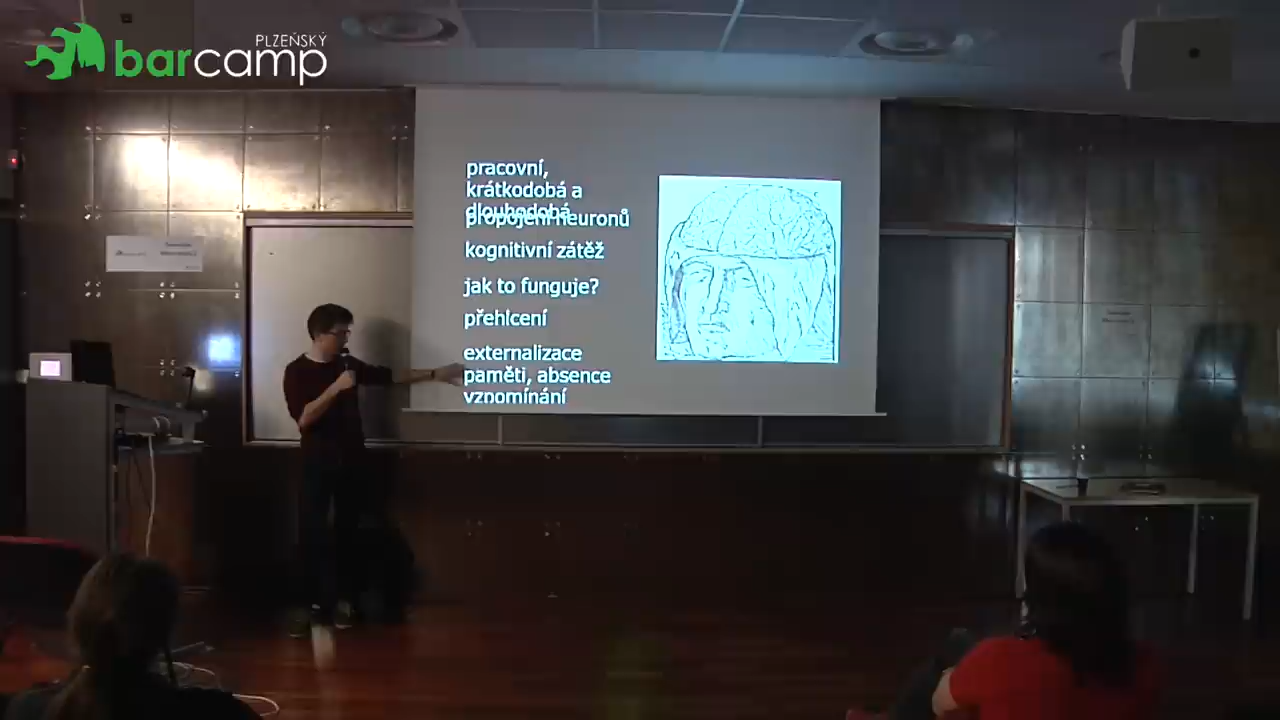 PLZEŇSKÝ
barcamp
pracovní,
krátkodobá a
dlouhodobá
propojení neuronů
kognitivní zátěž
jak to funguje?
přehlcení
externalizace
paměti, absence
vzpomínání